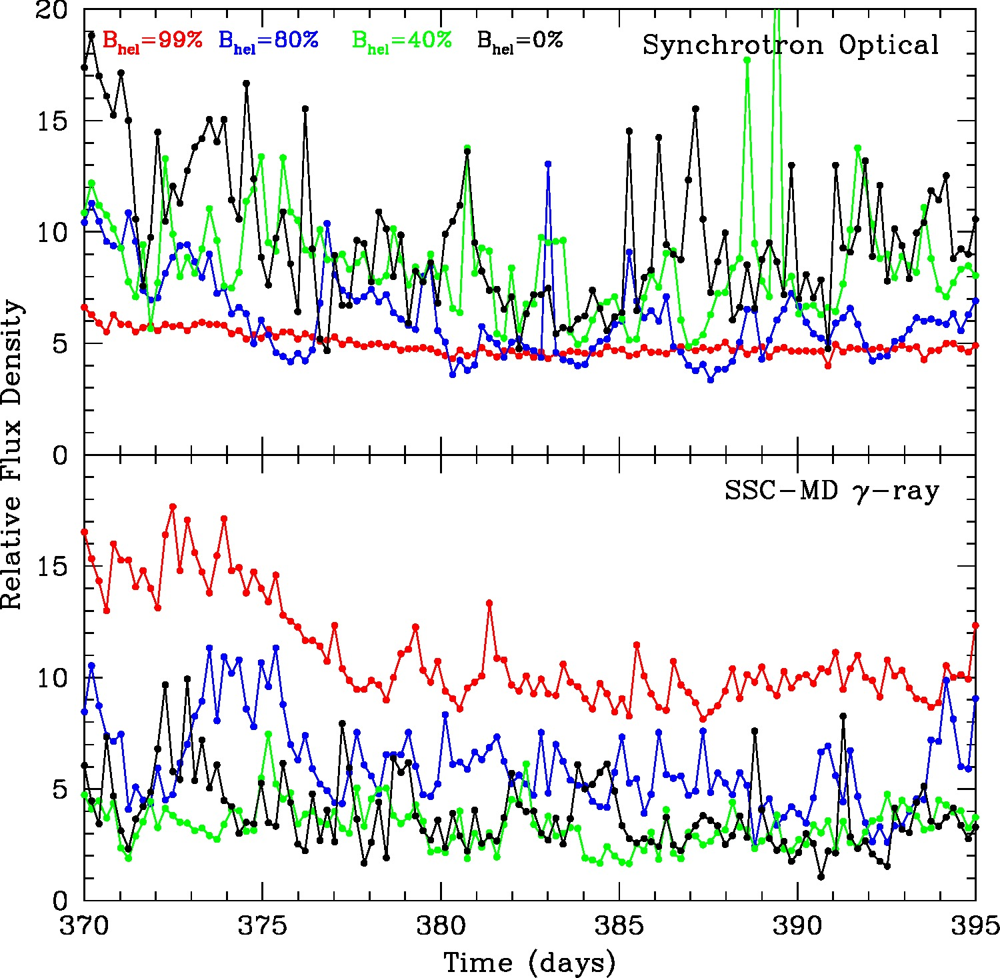 20
B_hel=99% B_hel=80% B_hel=40% B_hel=0%
Synchrotron Optical
15
10
5
0
Relative Flux Density
SSC-MD γ-ray
15
10
5
0
370 375 380 385 390 395
Time (days)